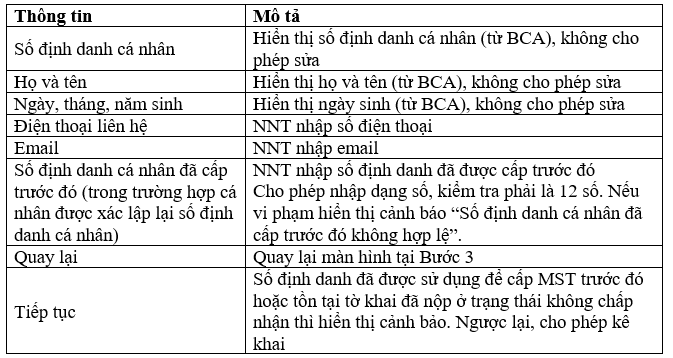 Thông tin
Mô tả
Số định danh cá nhân
Hiển thị số định danh cá nhân (từ BCA), không cho
phép sửa
Họ và tên
Hiển thị họ và tên (từ BCA), không cho phép sửa
Ngày, tháng, năm sinh
Hiển thị ngày sinh (từ BCA), không cho phép sửa
Điện thoại liên hệ
NNT nhập số điện thoại
Email
NNT nhập email
Số định danh cá nhân đã cấp
trước đó (trong trường hợp cá
nhân được xác lập lại số định
danh cá nhân)
NNT nhập số định danh đã được cấp trước đó
Cho phép nhập dạng số, kiểm tra phải là 12 số. Nếu
vi phạm hiển thị cảnh báo “Số định danh cá nhân đã
cấp trước đó không hợp lệ”.
Quay lại
Quay lại màn hình tại Bước 3
Tiếp tục
Số định danh đã được sử dụng để cấp MST trước đó
hoặc tồn tại tờ khai đã nộp ở trạng thái không chấp
nhận thì hiển thị cảnh bảo. Ngược lại, cho phép kê
khai